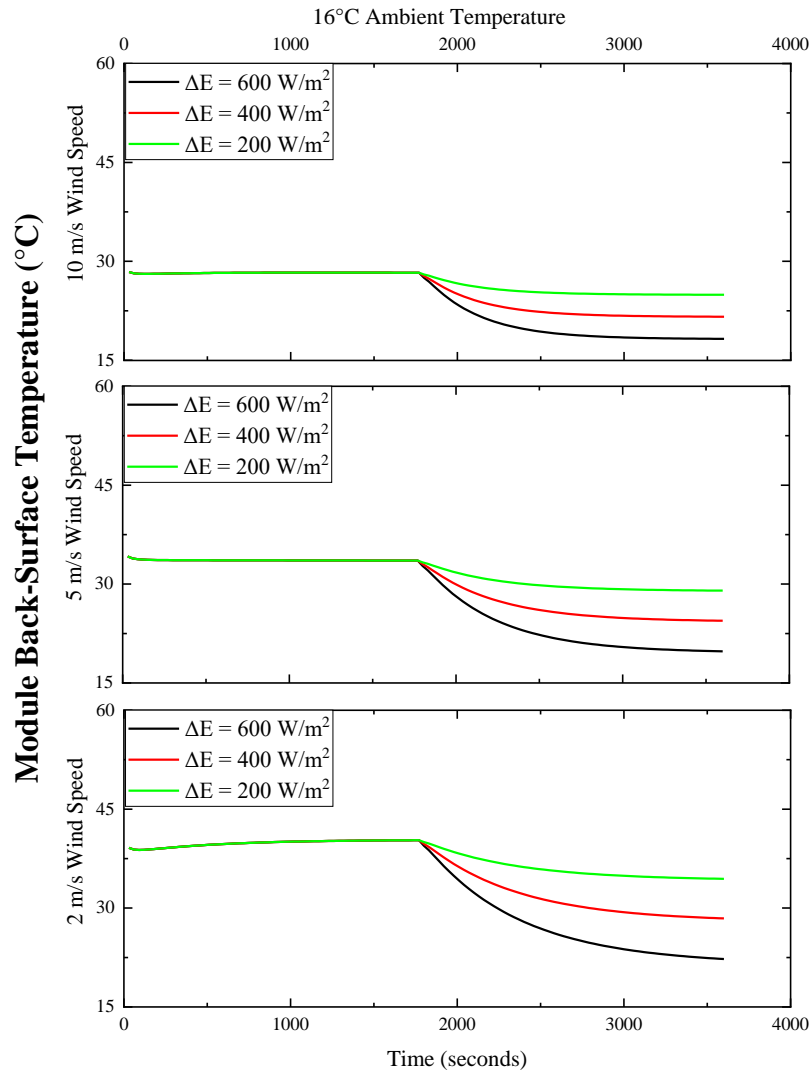 16°C Ambient Temperature
0 1000 2000 3000 4000
Module Back-Surface Temperature (°C)
10 m/s Wind Speed
60
45
30
15
ΔE = 600 W/m²
ΔE = 400 W/m²
ΔE = 200 W/m²
5 m/s Wind Speed
60
45
30
15
ΔE = 600 W/m²
ΔE = 400 W/m²
ΔE = 200 W/m²
2 m/s Wind Speed
60
45
30
15
ΔE = 600 W/m²
ΔE = 400 W/m²
ΔE = 200 W/m²
0 1000 2000 3000 4000
Time (seconds)